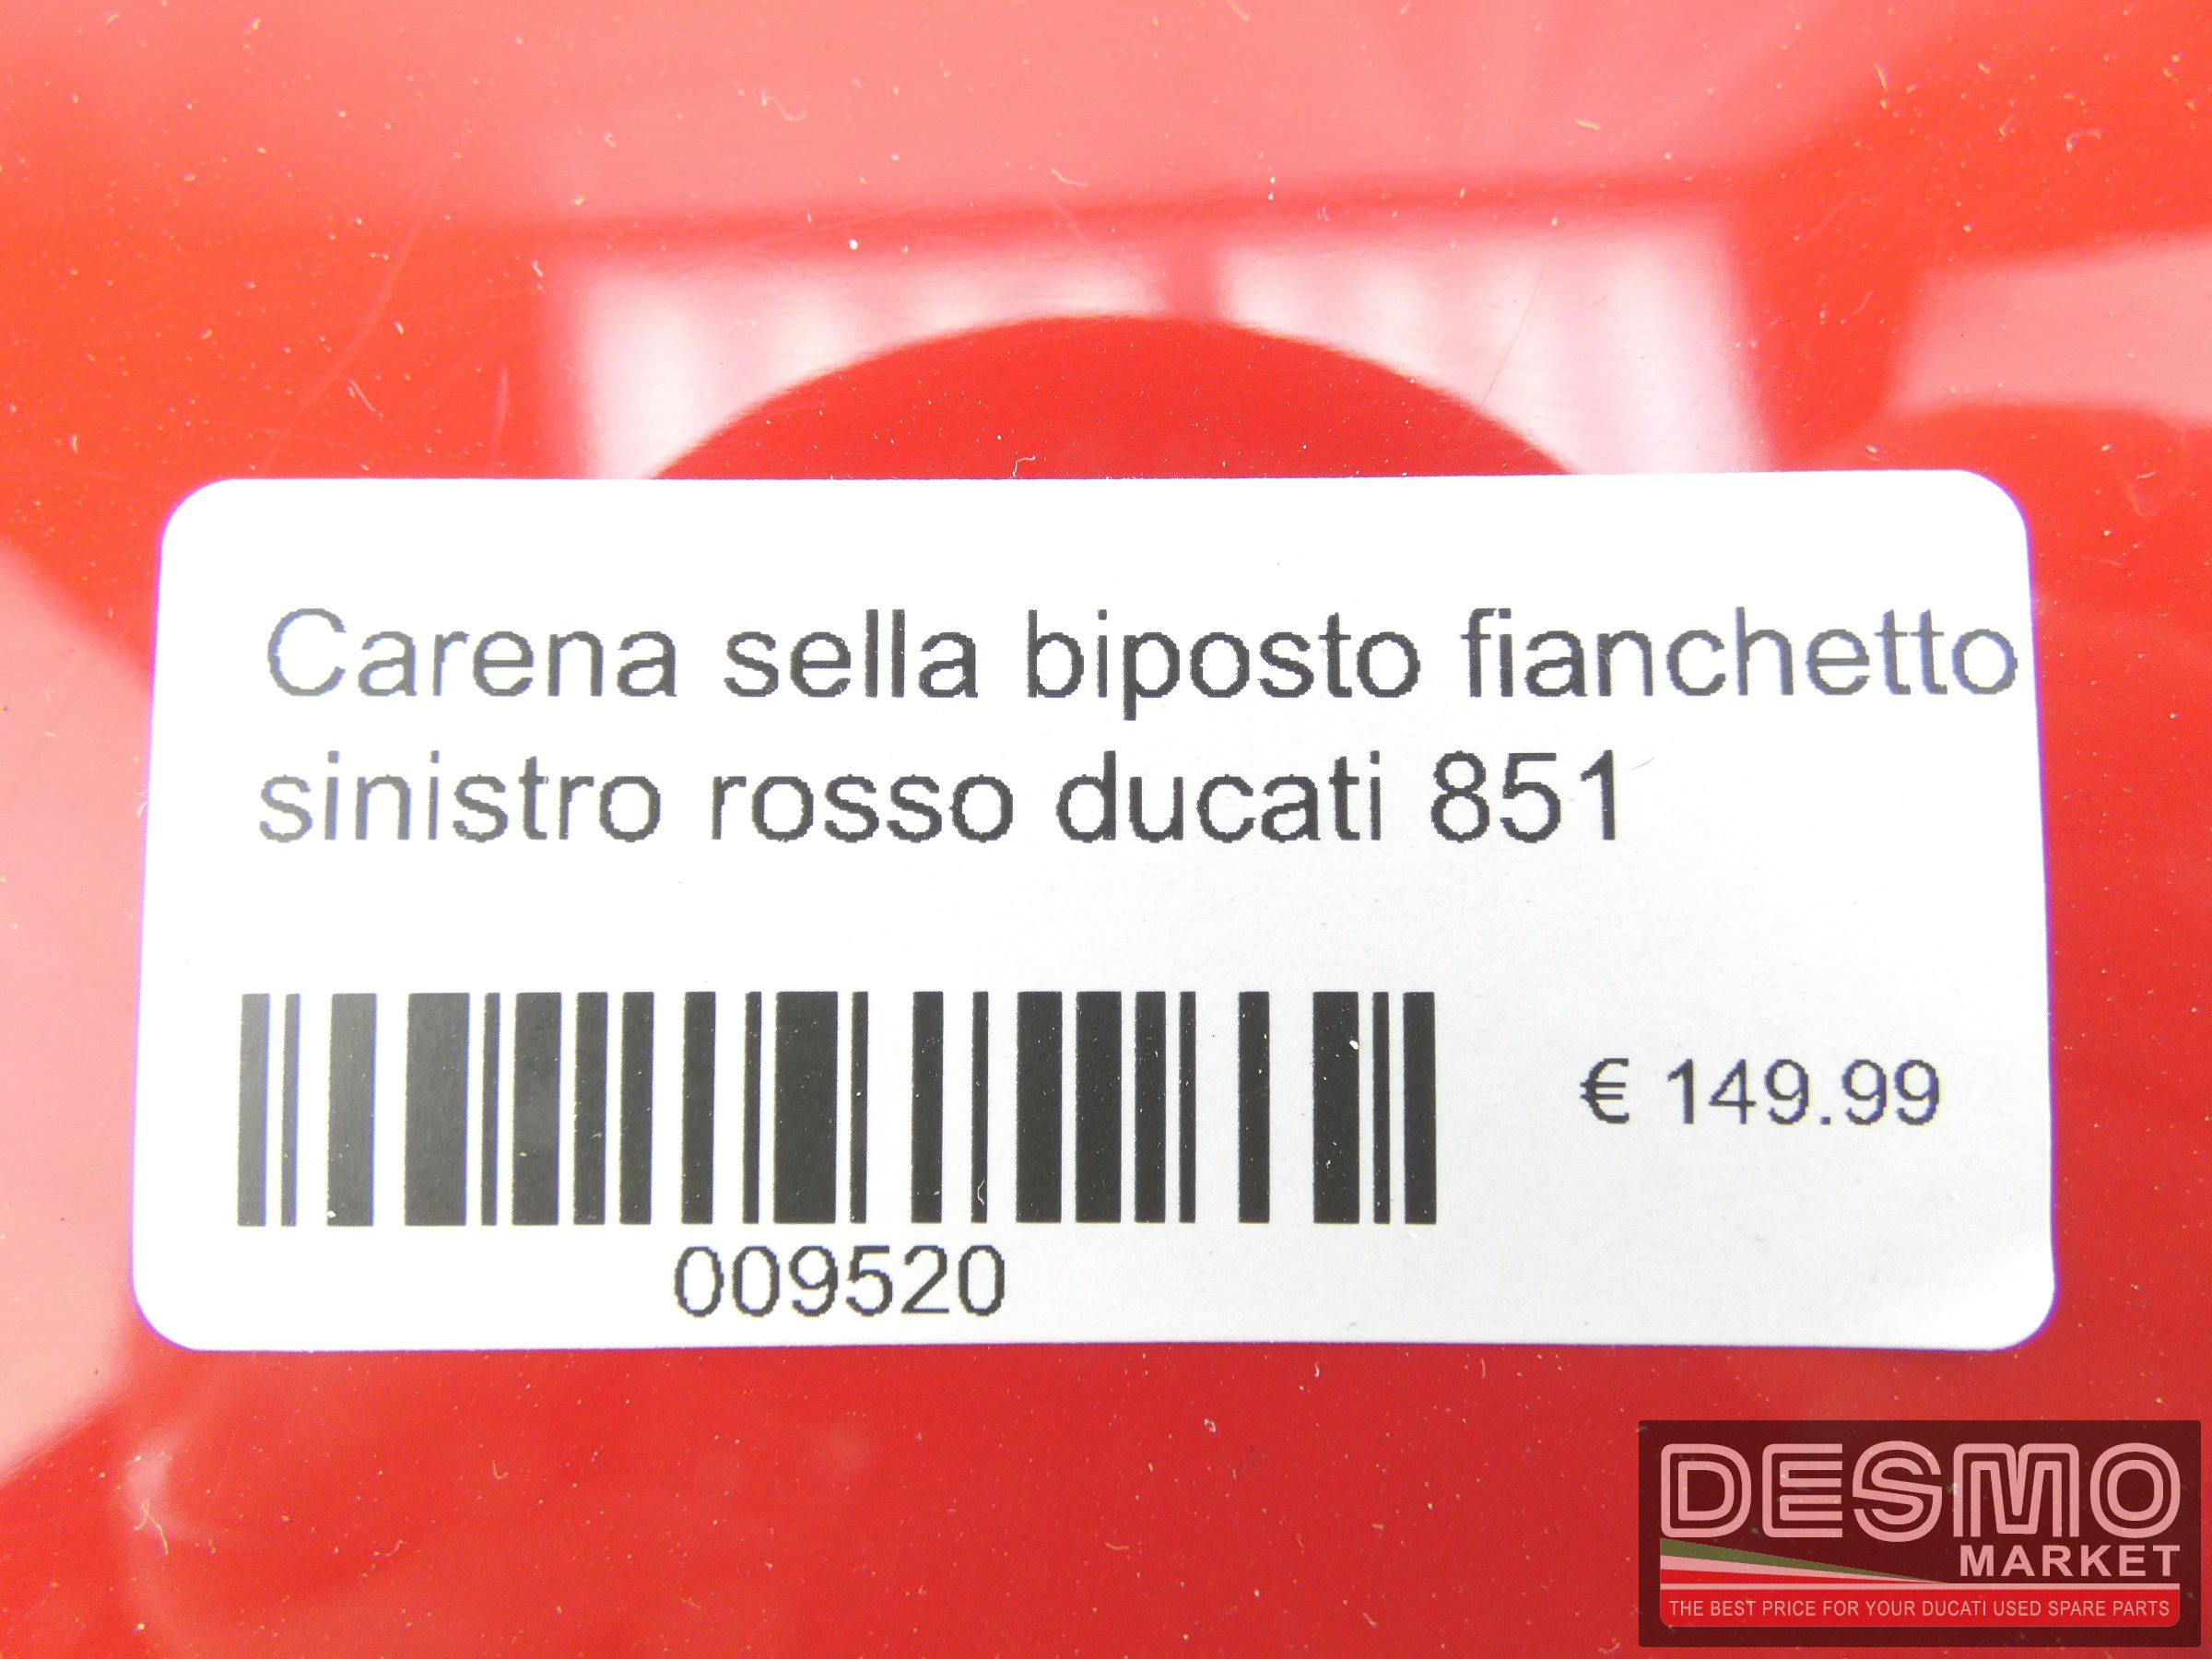 Carena sella biposto fianchetto
sinistro rosso ducati 851
€ 149.99
009520
DESMO
MARKET
THE BEST PRICE FOR YOUR DUCATI USED SPARE PARTS